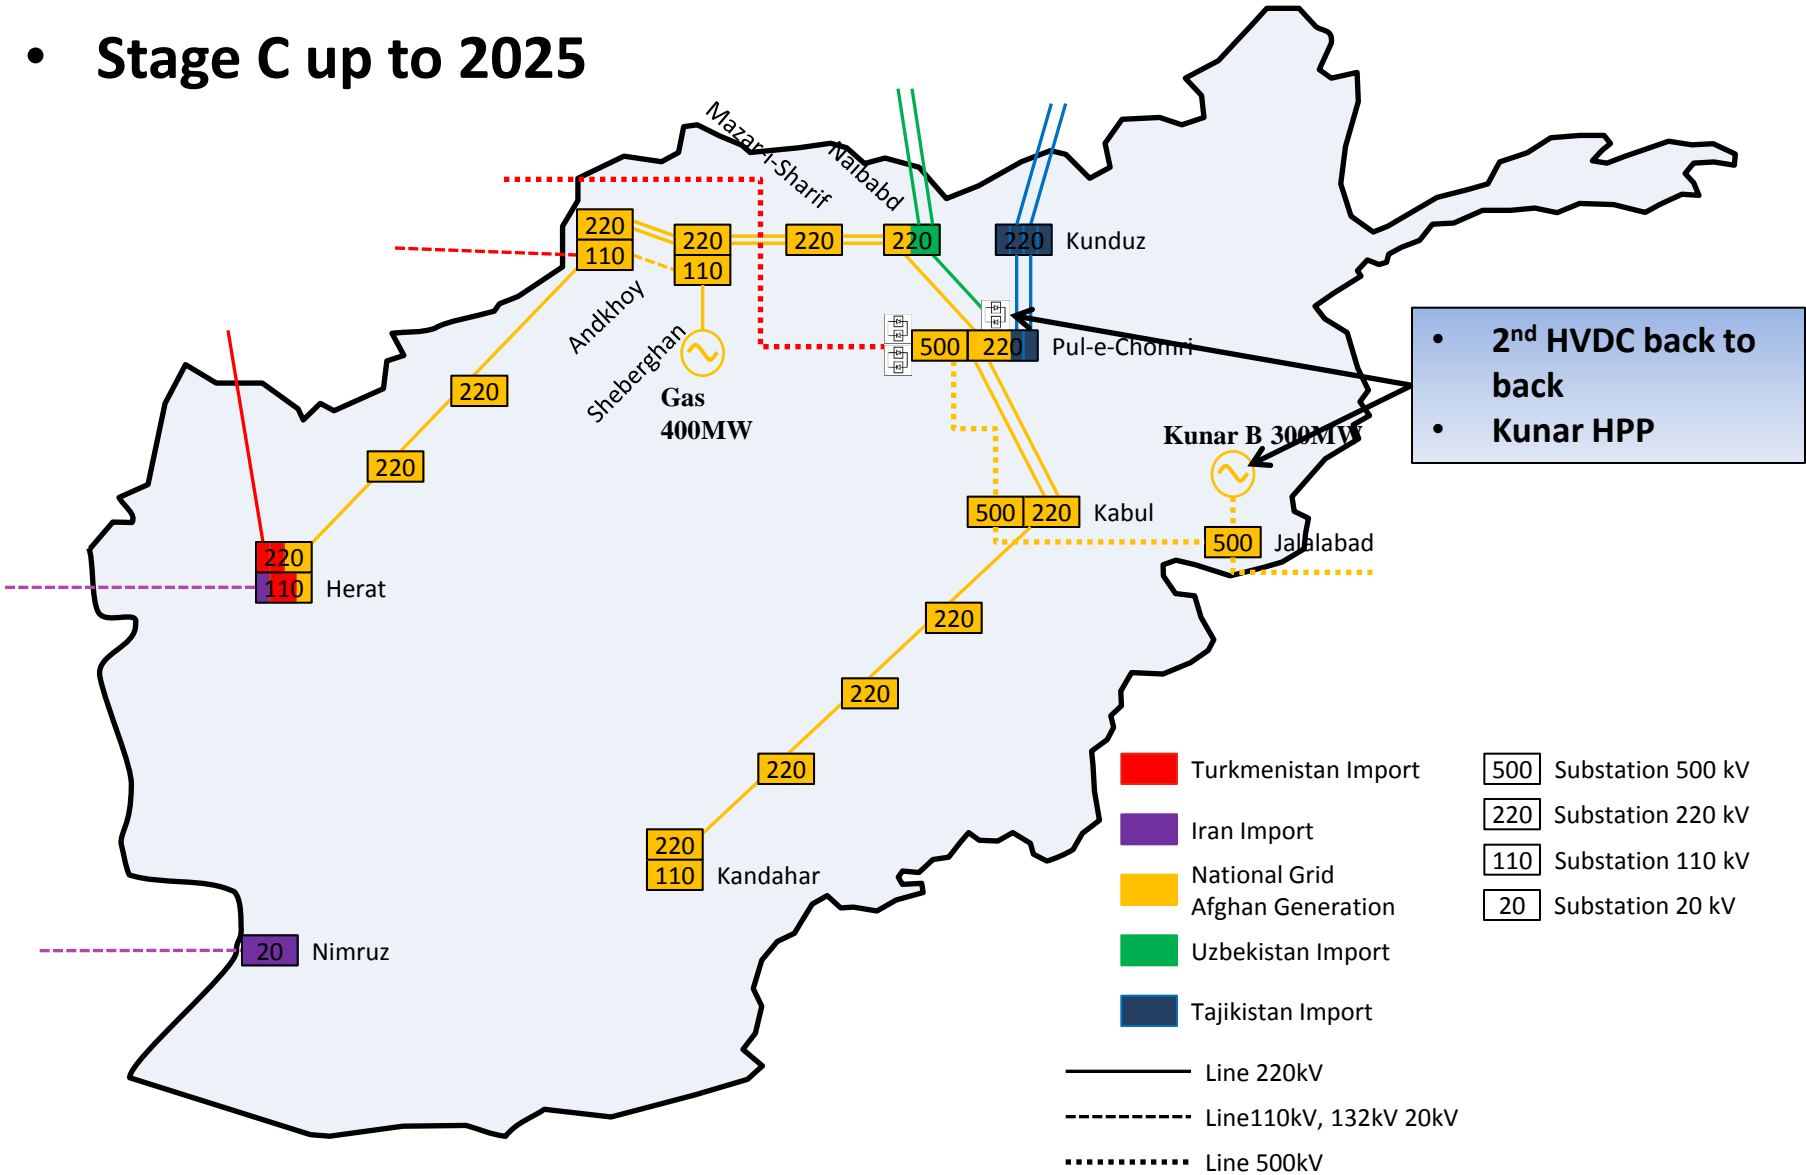 • Stage C up to 2025
Mazar-i-Sharif
Naibabd
220
110
220
110
220
220
220
Kunduz
Andkhoy
Sheberghan
Gas
400MW
500
220
Pul-e-Chomri
• 2nd HVDC back to
back
• Kunar HPP
220
220
Kunar B 300MW
500
220
Kabul
500
Jalalabad
220
110
Herat
220
220
220
220
110
Kandahar
20
Nimruz
Turkmenistan Import
Iran Import
National Grid
Afghan Generation
Uzbekistan Import
Tajikistan Import
500 Substation 500 kV
220 Substation 220 kV
110 Substation 110 kV
20 Substation 20 kV
Line 220kV
Line110kV, 132kV 20kV
Line 500kV